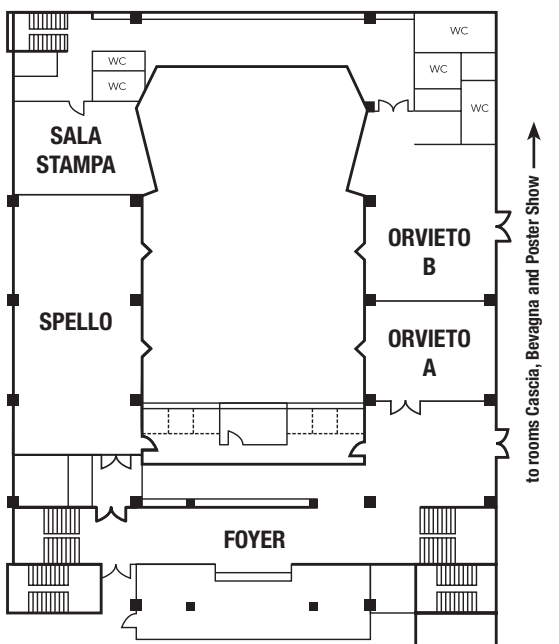 WC
WC
WC
WC
WC
SALA
STAMPA
ORVIETO
B
SPELLO
ORVIETO
A
FOYER
to rooms Cascia, Bevagna and Poster Show